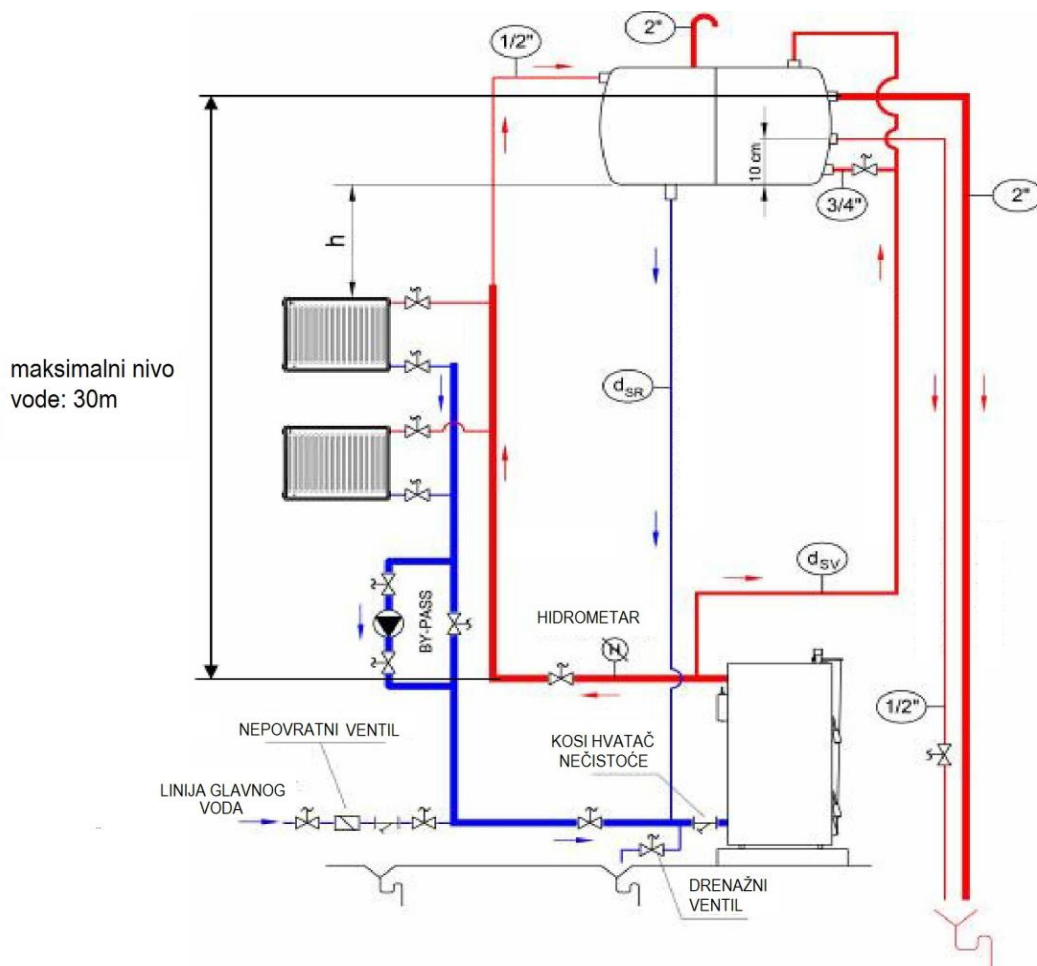 2"
1/2"
10 cm
3/4"
2"
h
maksimalni nivo
vode: 30m
dSR
dSV
BY-PASS
HIDROMETAR
H
1/2"
NEPOVRATNI VENTIL
KOSI HVATAČ
NEČISTOĆE
LINIJA GLAVNOG
VODA
DRENAŽNI
VENTIL